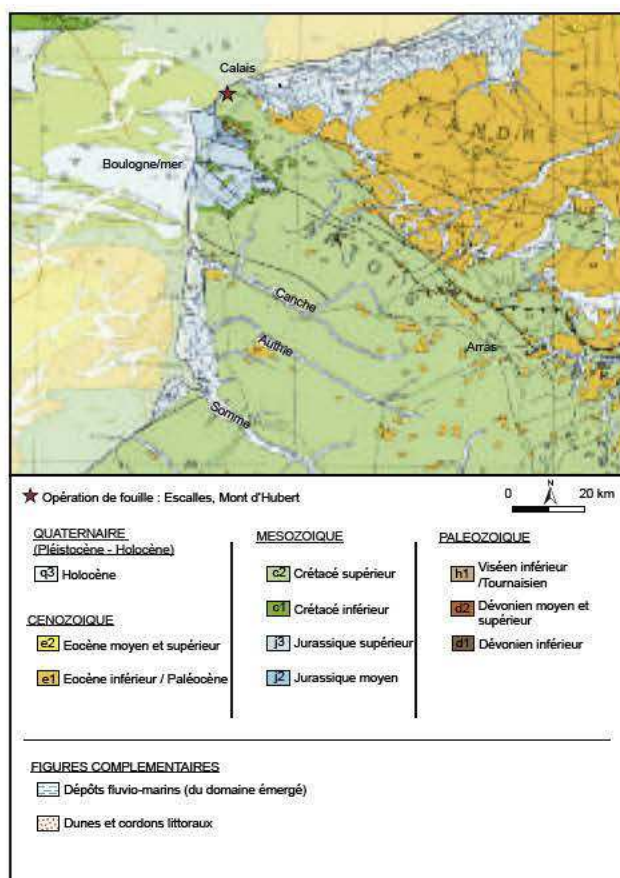 Calais
FLANDRE
Boulogne/mer
ARTOIS
Canche
Authie
Arras
Somme
Opération de fouille : Escalles, Mont d'Hubert
0 N 20 km
QUATERNAIRE
(Pléistocène - Holocène)
q3 Holocène
CENOZOIQUE
e2 Eocène moyen et supérieur
e1 Eocène inférieur / Paléocène
MESOZOIQUE
c2 Crétacé supérieur
c1 Crétacé inférieur
j3 Jurassique supérieur
j2 Jurassique moyen
PALEOZOIQUE
h1 Viséen inférieur
/Tournaisien
d2 Dévonien moyen et
supérieur
d1 Dévonien inférieur
FIGURES COMPLEMENTAIRES
Dépôts fluvio-marins (du domaine émergé)
Dunes et cordons littoraux